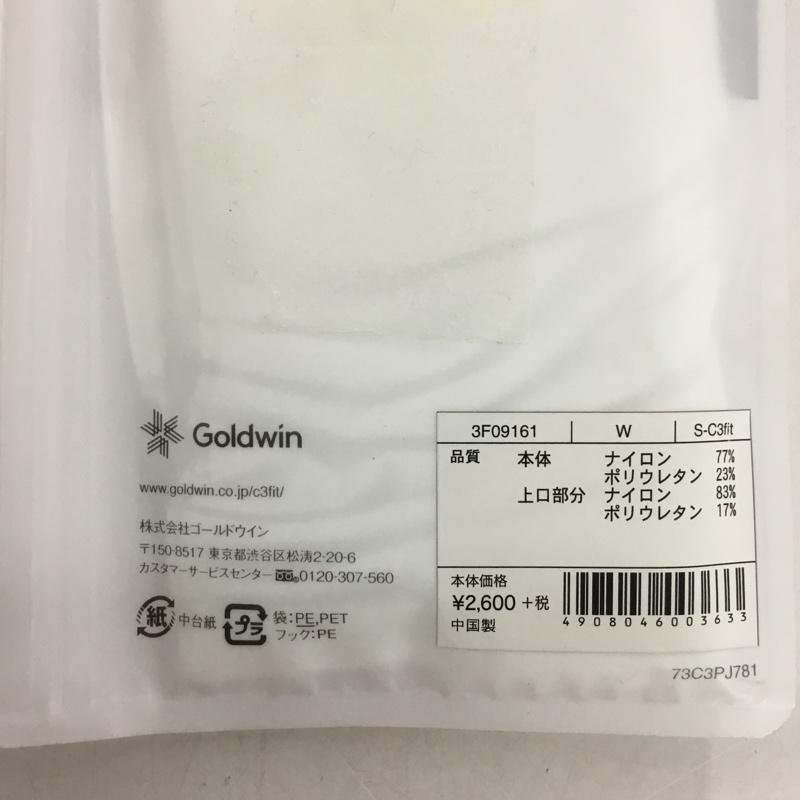 Goldwin
www.goldwin.co.jp/c3fit/
株式会社ゴールドウイン
〒150-8517 東京都渋谷区松涛2-20-6
カスタマーサービスセンター 0120-307-560
紙 中台紙 プラ 袋:PE,PET
フック:PE
3F09161 W S-C3fit
品質 本体 ナイロン 77%
ポリウレタン 23%
上口部分 ナイロン 83%
ポリウレタン 17%
本体価格
¥2,600 +税
中国製
4908046003633
73C3PJ781